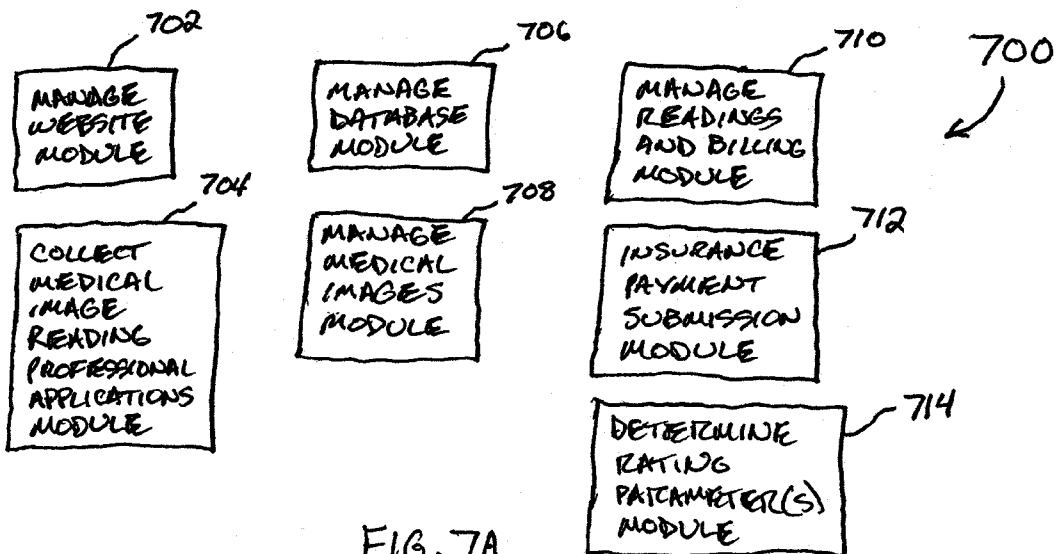 702
MANAGE
WEBSITE
MODULE
704
COLLECT
MEDICAL
IMAGE
READING
PROFESSIONAL
APPLICATIONS
MODULE
706
MANAGE
DATABASE
MODULE
708
MANAGE
MEDICAL
IMAGES
MODULE
710
MANAGE
READINGS
AND BILLING
MODULE
712
INSURANCE
PAYMENT
SUBMISSION
MODULE
714
DETERMINE
RATING
PARAMETER(S)
MODULE
700
FIG. 7A